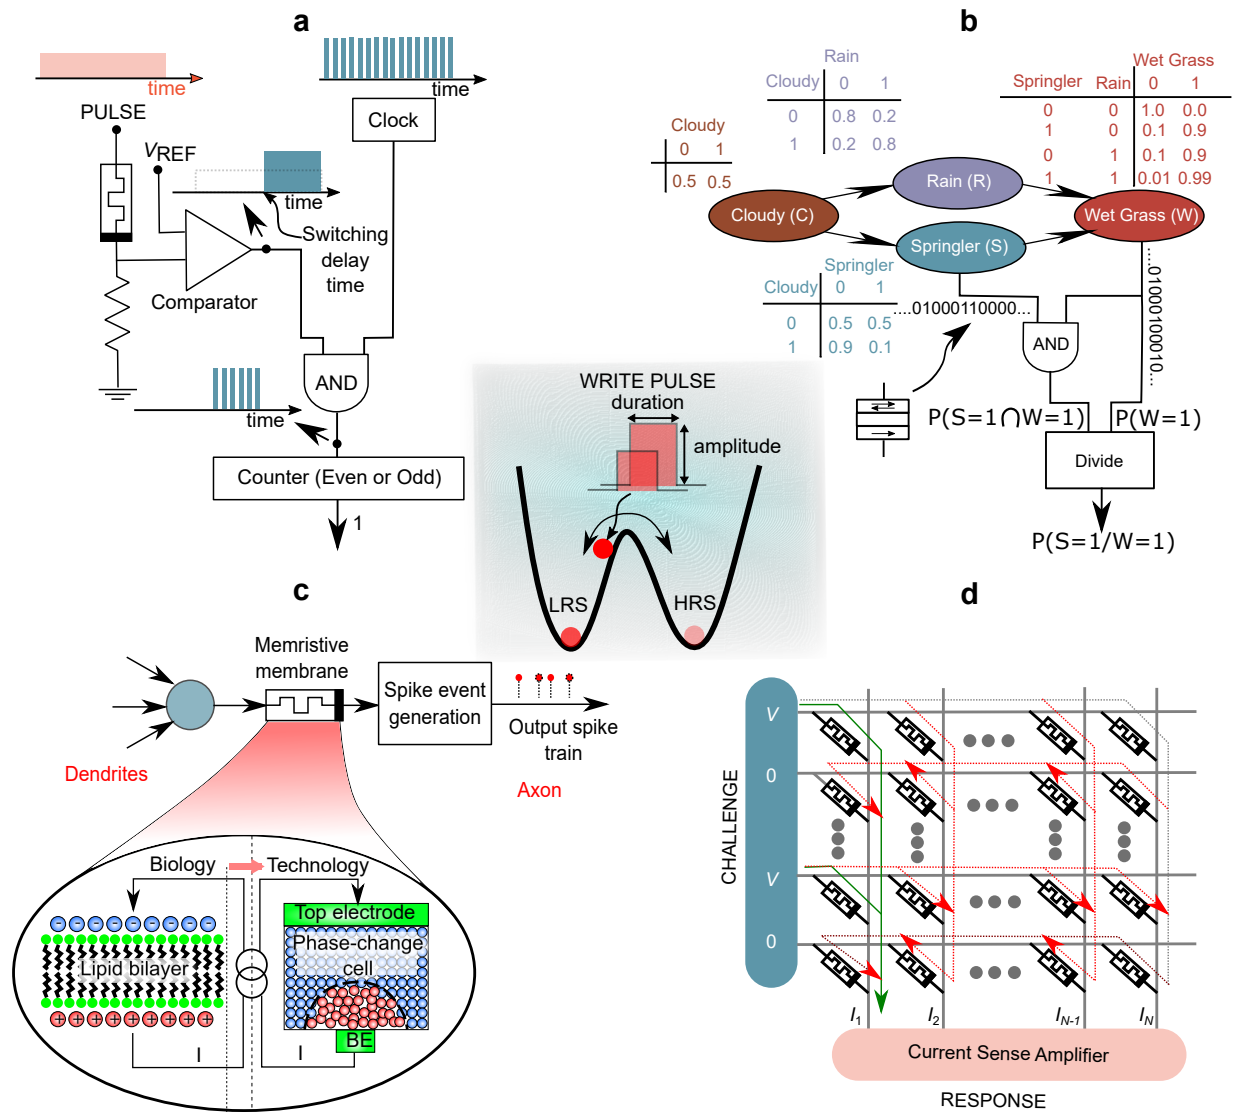 a
time
PULSE
VREF
time
Clock
time
Switching
delay
time
Comparator
AND
time
Counter (Even or Odd)
1
b
Rain
Cloudy 0 1
0 0.8 0.2
1 0.2 0.8
Wet Grass
Springler Rain 0 1
0 0 1.0 0.0
1 0 0.1 0.9
0 1 0.1 0.9
1 1 0.01 0.99
Cloudy
0 1
0.5 0.5
Cloudy (C)
Rain (R)
Springler (S)
Wet Grass (W)
Springler
Cloudy 0 1
0 0.5 0.5
1 0.9 0.1
....01000110000...
....01000100010...
AND
P(S=1⋂W=1)
P(W=1)
Divide
P(S=1/W=1)
WRITE PULSE
duration
amplitude
LRS
HRS
c
Memristive
membrane
Spike event
generation
Output spike
train
Dendrites
Axon
Biology
Technology
- - - - - - - - -
Lipid bilayer
+ + + + + + + + +
I
Top electrode
Phase-change
cell
BE
I
d
CHALLENGE
V
0
V
0
I1
I2
IN-1
IN
Current Sense Amplifier
RESPONSE